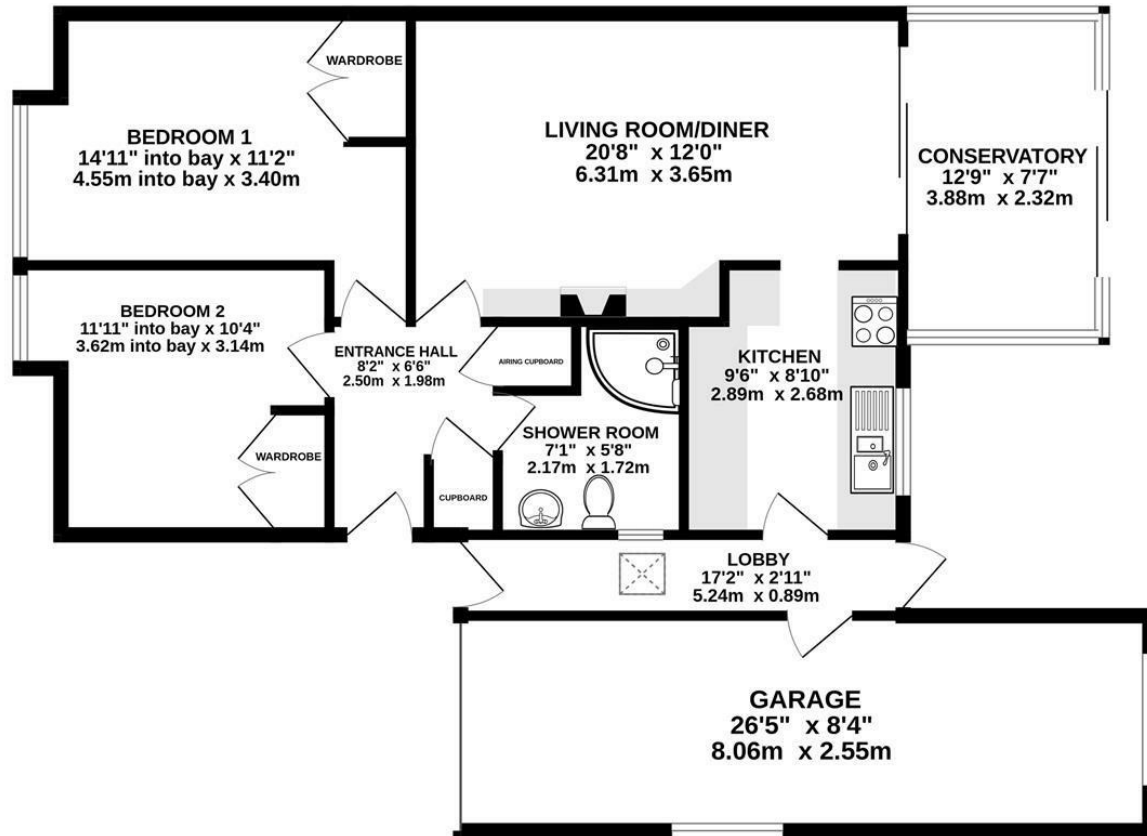 WARDROBE
BEDROOM 1
14'11" into bay x 11'2"
4.55m into bay x 3.40m
LIVING ROOM/DINER
20'8" x 12'0"
6.31m x 3.65m
CONSERVATORY
12'9" x 7'7"
3.88m x 2.32m
BEDROOM 2
11'11" into bay x 10'4"
3.62m into bay x 3.14m
WARDROBE
ENTRANCE HALL
8'2" x 6'6"
2.50m x 1.98m
AIRING CUPBOARD
KITCHEN
9'6" x 8'10"
2.89m x 2.68m
SHOWER ROOM
7'1" x 5'8"
2.17m x 1.72m
CUPBOARD
LOBBY
17'2" x 2'11"
5.24m x 0.89m
GARAGE
26'5" x 8'4"
8.06m x 2.55m